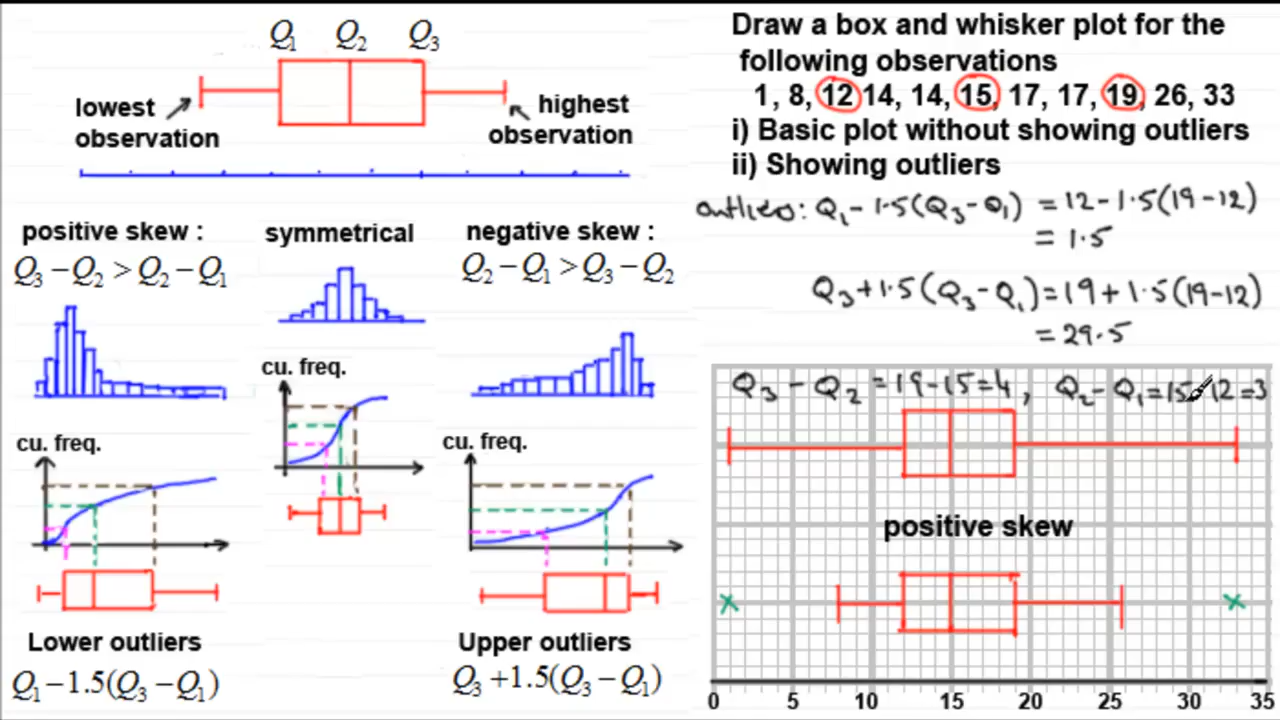 Q₁ Q₂ Q₃
lowest
observation
highest
observation
positive skew :
Q₃ − Q₂ > Q₂ − Q₁
symmetrical
negative skew :
Q₂ − Q₁ > Q₃ − Q₂
cu. freq.
cu. freq.
cu. freq.
Lower outliers
Q₁ − 1.5(Q₃ − Q₁)
Upper outliers
Q₃ + 1.5(Q₃ − Q₁)
Draw a box and whisker plot for the
following observations
1, 8, 12 14, 14, 15, 17, 17, 19, 26, 33
i) Basic plot without showing outliers
ii) Showing outliers
outliers: Q₁ − 1.5(Q₃ − Q₁) = 12 − 1.5(19 − 12)
= 1.5
Q₃ + 1.5(Q₃ − Q₁) = 19 + 1.5(19 − 12)
= 29.5
Q₃ − Q₂ = 19 − 15 = 4, Q₂ − Q₁ = 15 − 12 = 3
positive skew
0 5 10 15 20 25 30 35